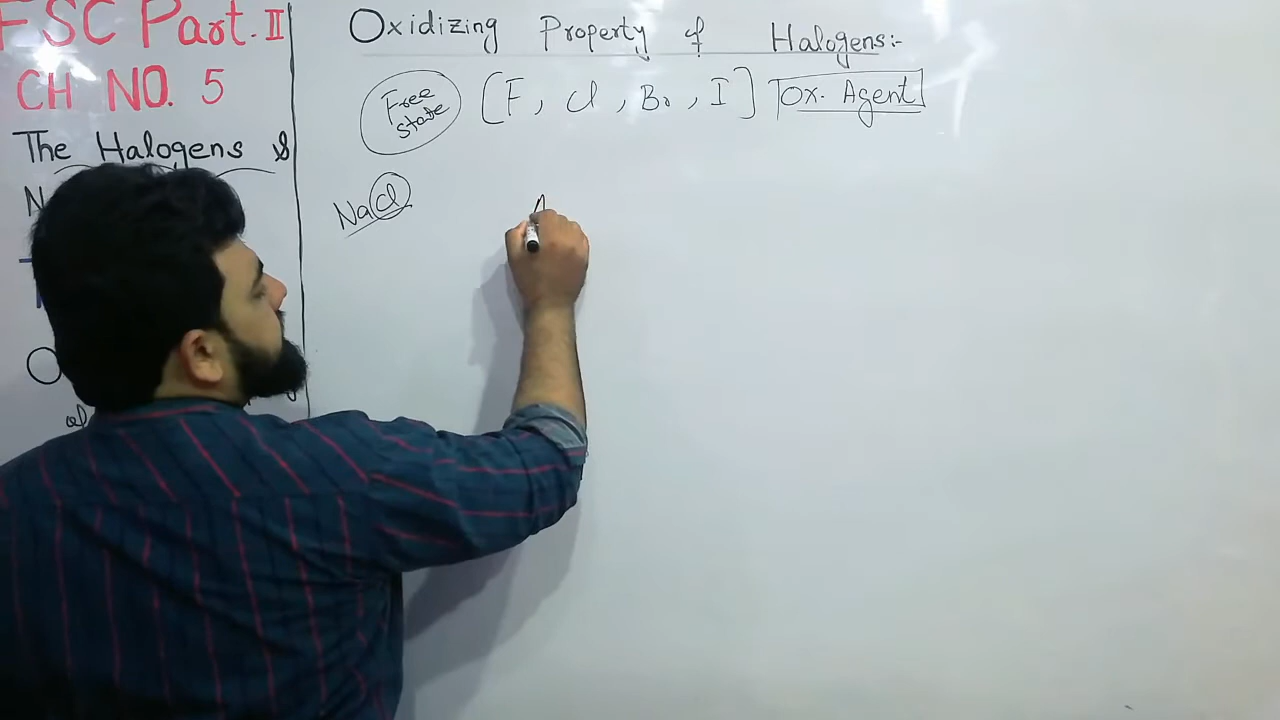 FSC Part. II
CH NO. 5
The Halogens &
N
O
Oxidizing Property of Halogens:-
Free state [F, Cl, Br, I] Ox. Agent
NaCl